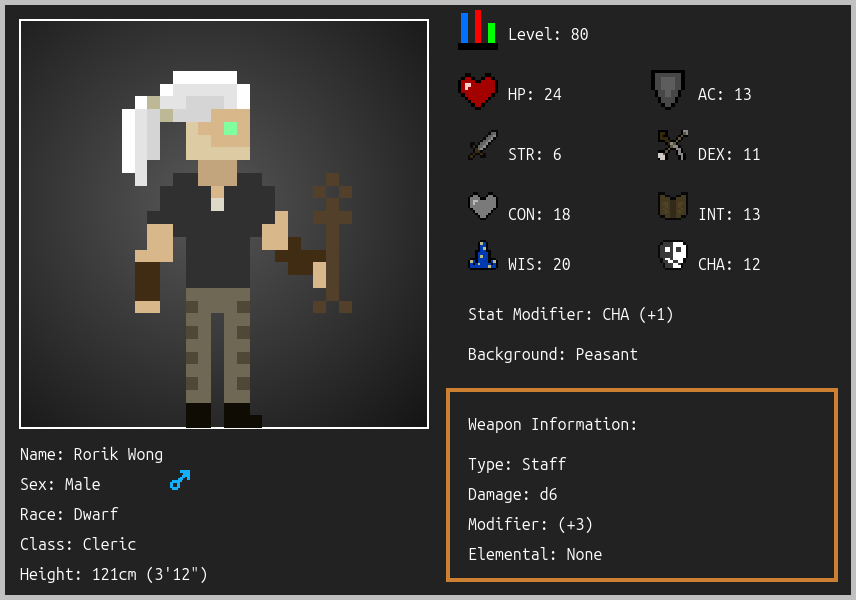 Level: 80
HP: 24
AC: 13
STR: 6
DEX: 11
CON: 18
INT: 13
WIS: 20
CHA: 12
Stat Modifier: CHA (+1)
Background: Peasant
Weapon Information:
Type: Staff
Damage: d6
Modifier: (+3)
Elemental: None
Name: Rorik Wong
Sex: Male
Race: Dwarf
Class: Cleric
Height: 121cm (3'12")